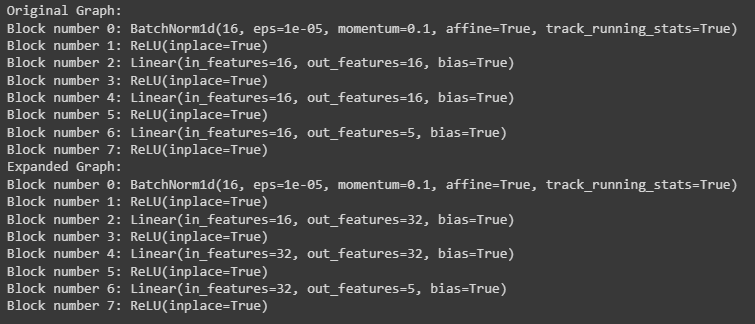 Original Graph:
Block number 0: BatchNorm1d(16, eps=1e-05, momentum=0.1, affine=True, track_running_stats=True)
Block number 1: ReLU(inplace=True)
Block number 2: Linear(in_features=16, out_features=16, bias=True)
Block number 3: ReLU(inplace=True)
Block number 4: Linear(in_features=16, out_features=16, bias=True)
Block number 5: ReLU(inplace=True)
Block number 6: Linear(in_features=16, out_features=5, bias=True)
Block number 7: ReLU(inplace=True)
Expanded Graph:
Block number 0: BatchNorm1d(16, eps=1e-05, momentum=0.1, affine=True, track_running_stats=True)
Block number 1: ReLU(inplace=True)
Block number 2: Linear(in_features=16, out_features=32, bias=True)
Block number 3: ReLU(inplace=True)
Block number 4: Linear(in_features=32, out_features=32, bias=True)
Block number 5: ReLU(inplace=True)
Block number 6: Linear(in_features=32, out_features=5, bias=True)
Block number 7: ReLU(inplace=True)